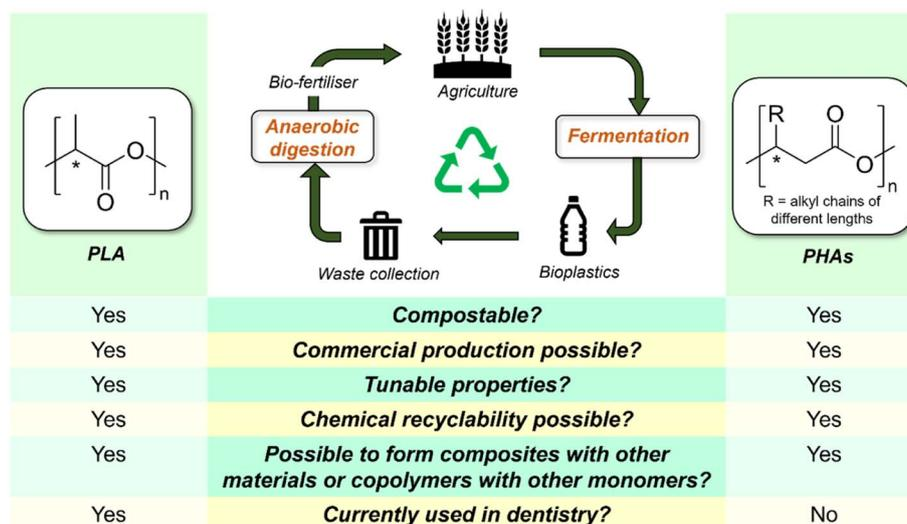 Bio-fertiliser
Agriculture
Anaerobic
digestion
Fermentation
Waste collection
Bioplastics
O
O
n
*
PLA
R
O
O
n
*
R = alkyl chains of
different lengths
PHAs
Yes Compostable? Yes
Yes Commercial production possible? Yes
Yes Tunable properties? Yes
Yes Chemical recyclability possible? Yes
Yes Possible to form composites with other Yes
materials or copolymers with other monomers?
Yes Currently used in dentistry? No